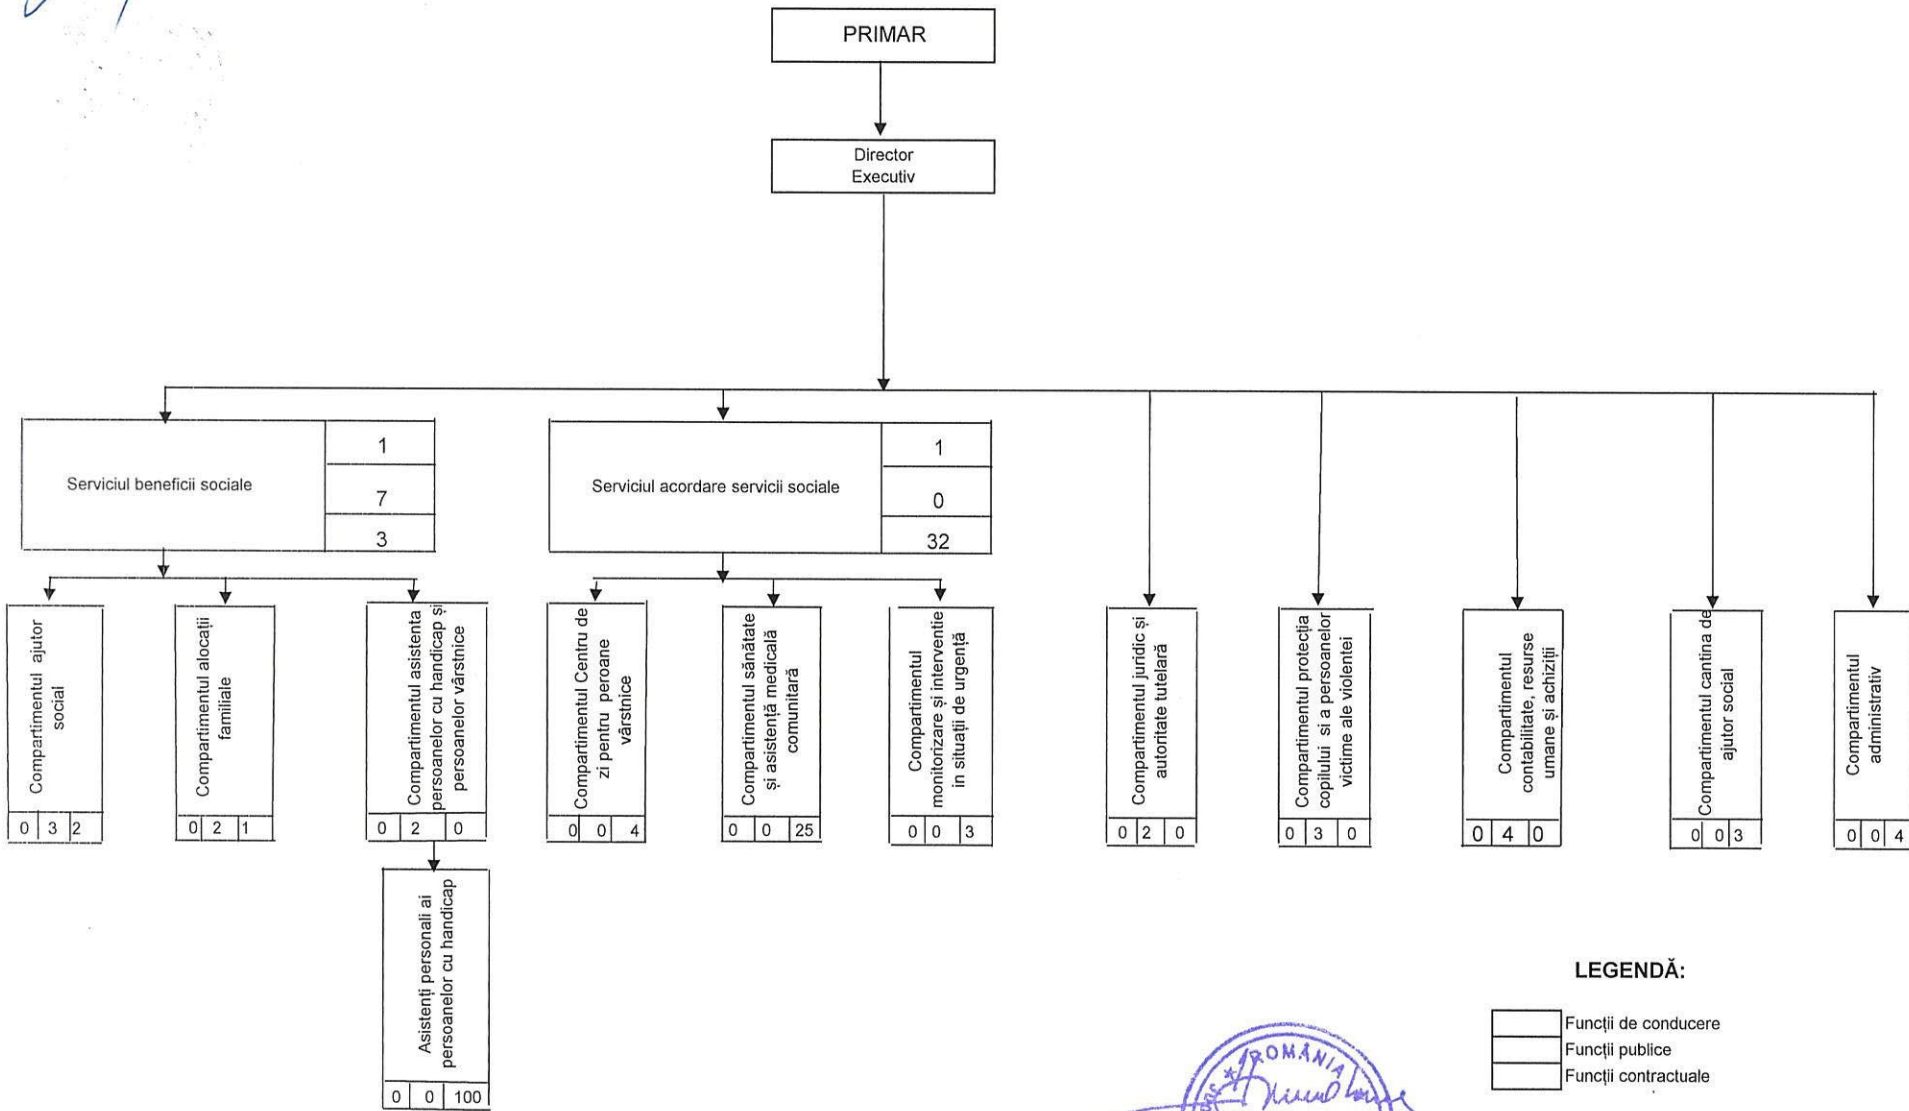 PRIMAR
Director
Executiv
Serviciul beneficii sociale
1
7
3
Serviciul acordare servicii sociale
1
0
32
Compartimentul ajutor
social
0 3 2
Compartimentul alocații
familiale
0 2 1
Compartimentul asistenta
persoanelor cu handicap și
persoanelor vârstnice
0 2 0
Compartimentul Centru de
zi pentru peroane
vârstnice
0 0 4
Compartimentul sănătate
și asistență medicală
comunitară
0 0 25
Compartimentul
monitorizare și interventie
in situații de urgență
0 0 3
Compartimentul juridic și
autoritate tutelară
0 2 0
Compartimentul protecția
copilului si a persoanelor
victime ale violentei
0 3 0
Compartimentul
contabilitate, resurse
umane și achiziții
0 4 0
Compartimentul cantina de
ajutor social
0 0 3
Compartimentul
administrativ
0 0 4
Asistenți personali ai
persoanelor cu handicap
0 0 100
LEGENDĂ:
Funcții de conducere
Funcții publice
Funcții contractuale
ROMÂNIA